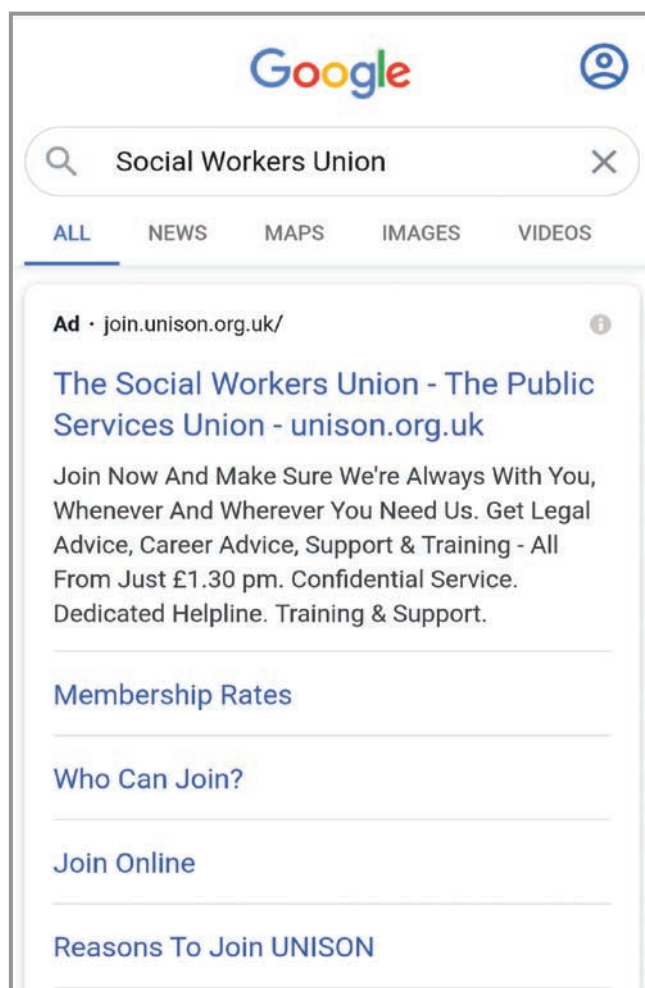 Google
Social Workers Union
ALL NEWS MAPS IMAGES VIDEOS
Ad · join.unison.org.uk/
The Social Workers Union - The Public
Services Union - unison.org.uk
Join Now And Make Sure We're Always With You,
Whenever And Wherever You Need Us. Get Legal
Advice, Career Advice, Support & Training - All
From Just £1.30 pm. Confidential Service.
Dedicated Helpline. Training & Support.
Membership Rates
Who Can Join?
Join Online
Reasons To Join UNISON